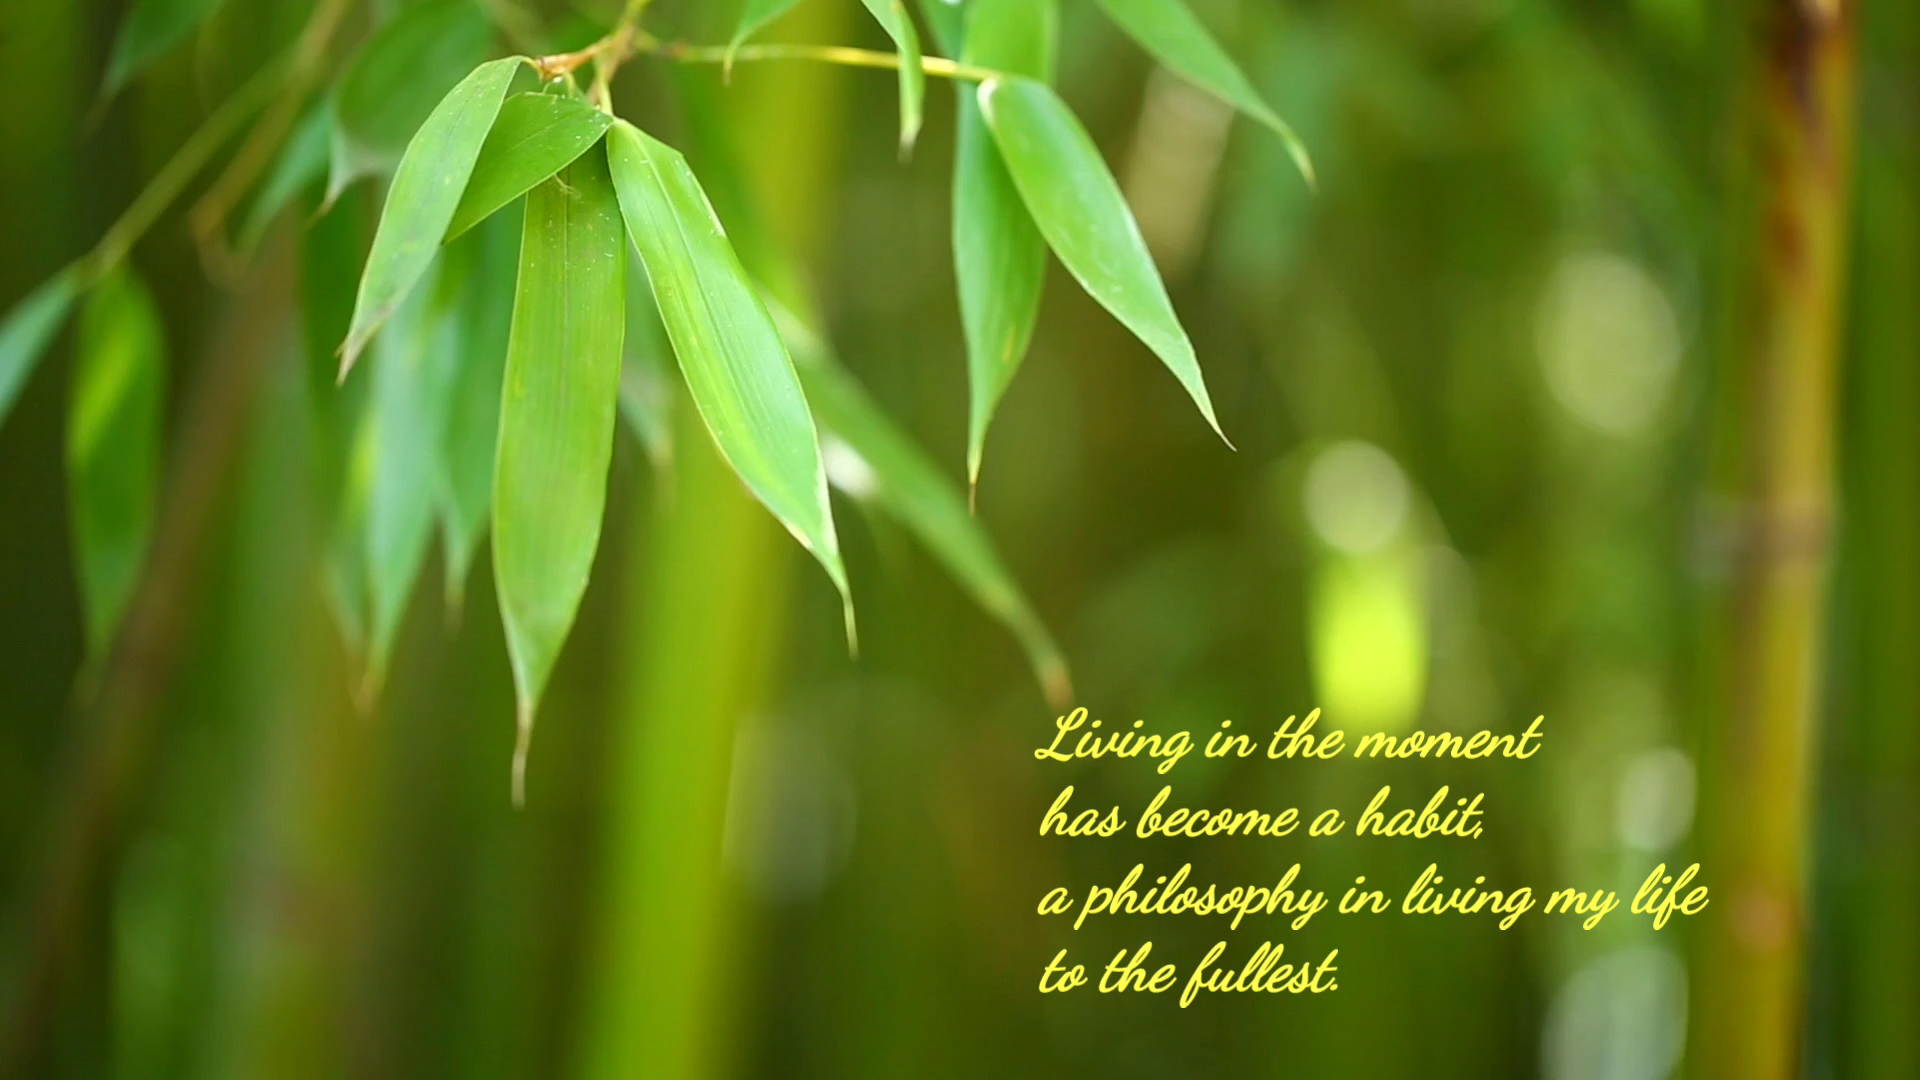 Living in the moment
has become a habit,
a philosophy in living my life
to the fullest.